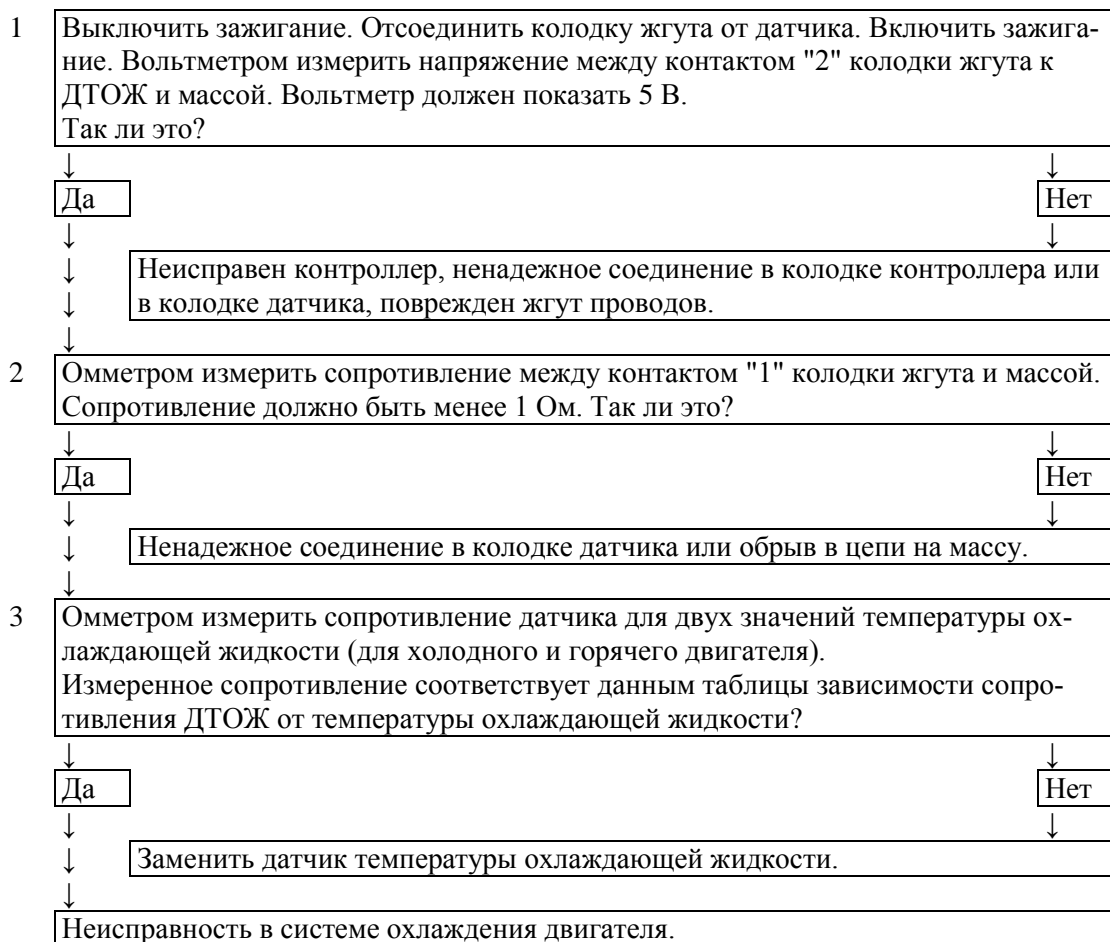 1 Выключить зажигание. Отсоединить колодку жгута от датчика. Включить зажига-
ние. Вольтметром измерить напряжение между контактом "2" колодки жгута к
ДТОЖ и массой. Вольтметр должен показать 5 В.
Так ли это?
↓ ↓
Да Нет
↓ ↓
↓ Неисправен контроллер, ненадежное соединение в колодке контроллера или
↓ в колодке датчика, поврежден жгут проводов.
↓
2 Омметром измерить сопротивление между контактом "1" колодки жгута и массой.
Сопротивление должно быть менее 1 Ом. Так ли это?
↓ ↓
Да Нет
↓ ↓
↓ Ненадежное соединение в колодке датчика или обрыв в цепи на массу.
↓
3 Омметром измерить сопротивление датчика для двух значений температуры ох-
лаждающей жидкости (для холодного и горячего двигателя).
Измеренное сопротивление соответствует данным таблицы зависимости сопро-
тивления ДТОЖ от температуры охлаждающей жидкости?
↓ ↓
Да Нет
↓ ↓
↓ Заменить датчик температуры охлаждающей жидкости.
↓
Неисправность в системе охлаждения двигателя.